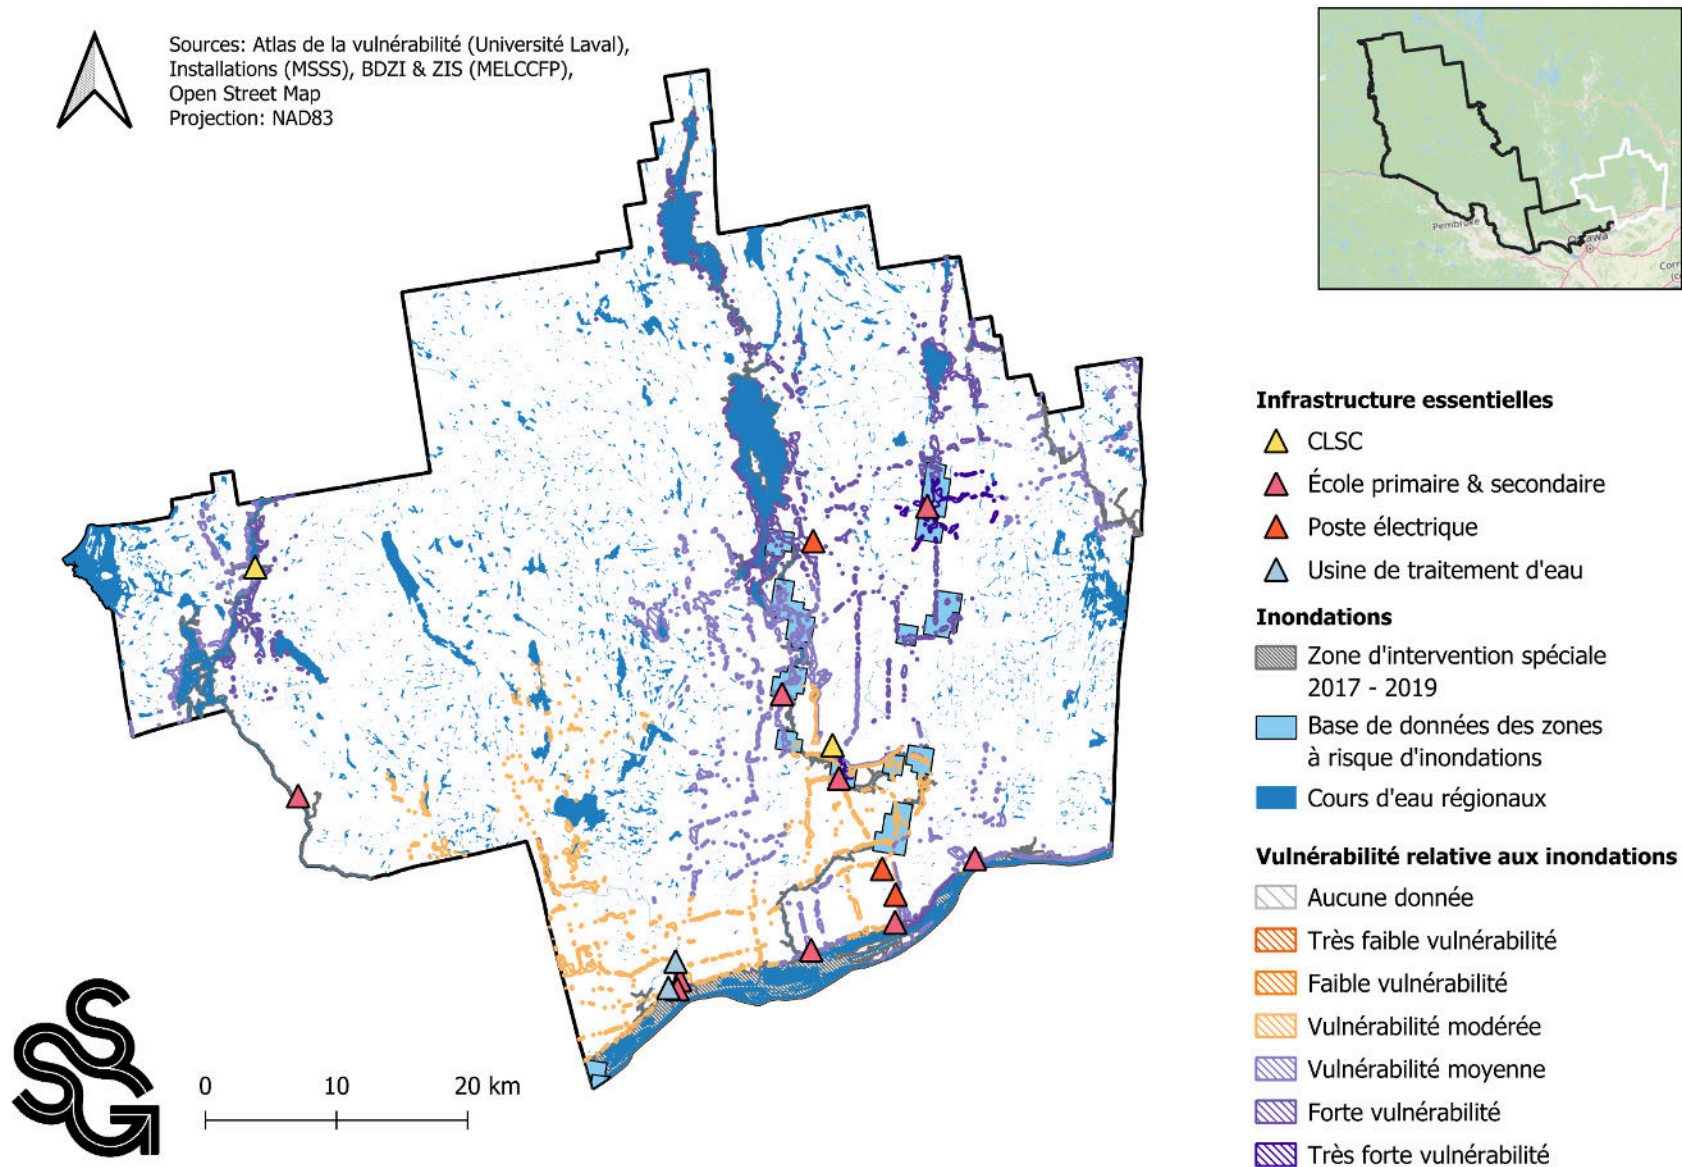 Sources: Atlas de la vulnérabilité (Université Laval),
Installations (MSSS), BDZI & ZIS (MELCCFP),
Open Street Map
Projection: NAD83
Pembroke
Ottawa
Infrastructure essentielles
CLSC
École primaire & secondaire
Poste électrique
Usine de traitement d'eau
Inondations
Zone d'intervention spéciale
2017 - 2019
Base de données des zones
à risque d'inondations
Cours d'eau régionaux
Vulnérabilité relative aux inondations
Aucune donnée
Très faible vulnérabilité
Faible vulnérabilité
Vulnérabilité modérée
Vulnérabilité moyenne
Forte vulnérabilité
Très forte vulnérabilité
0 10 20 km
SSG